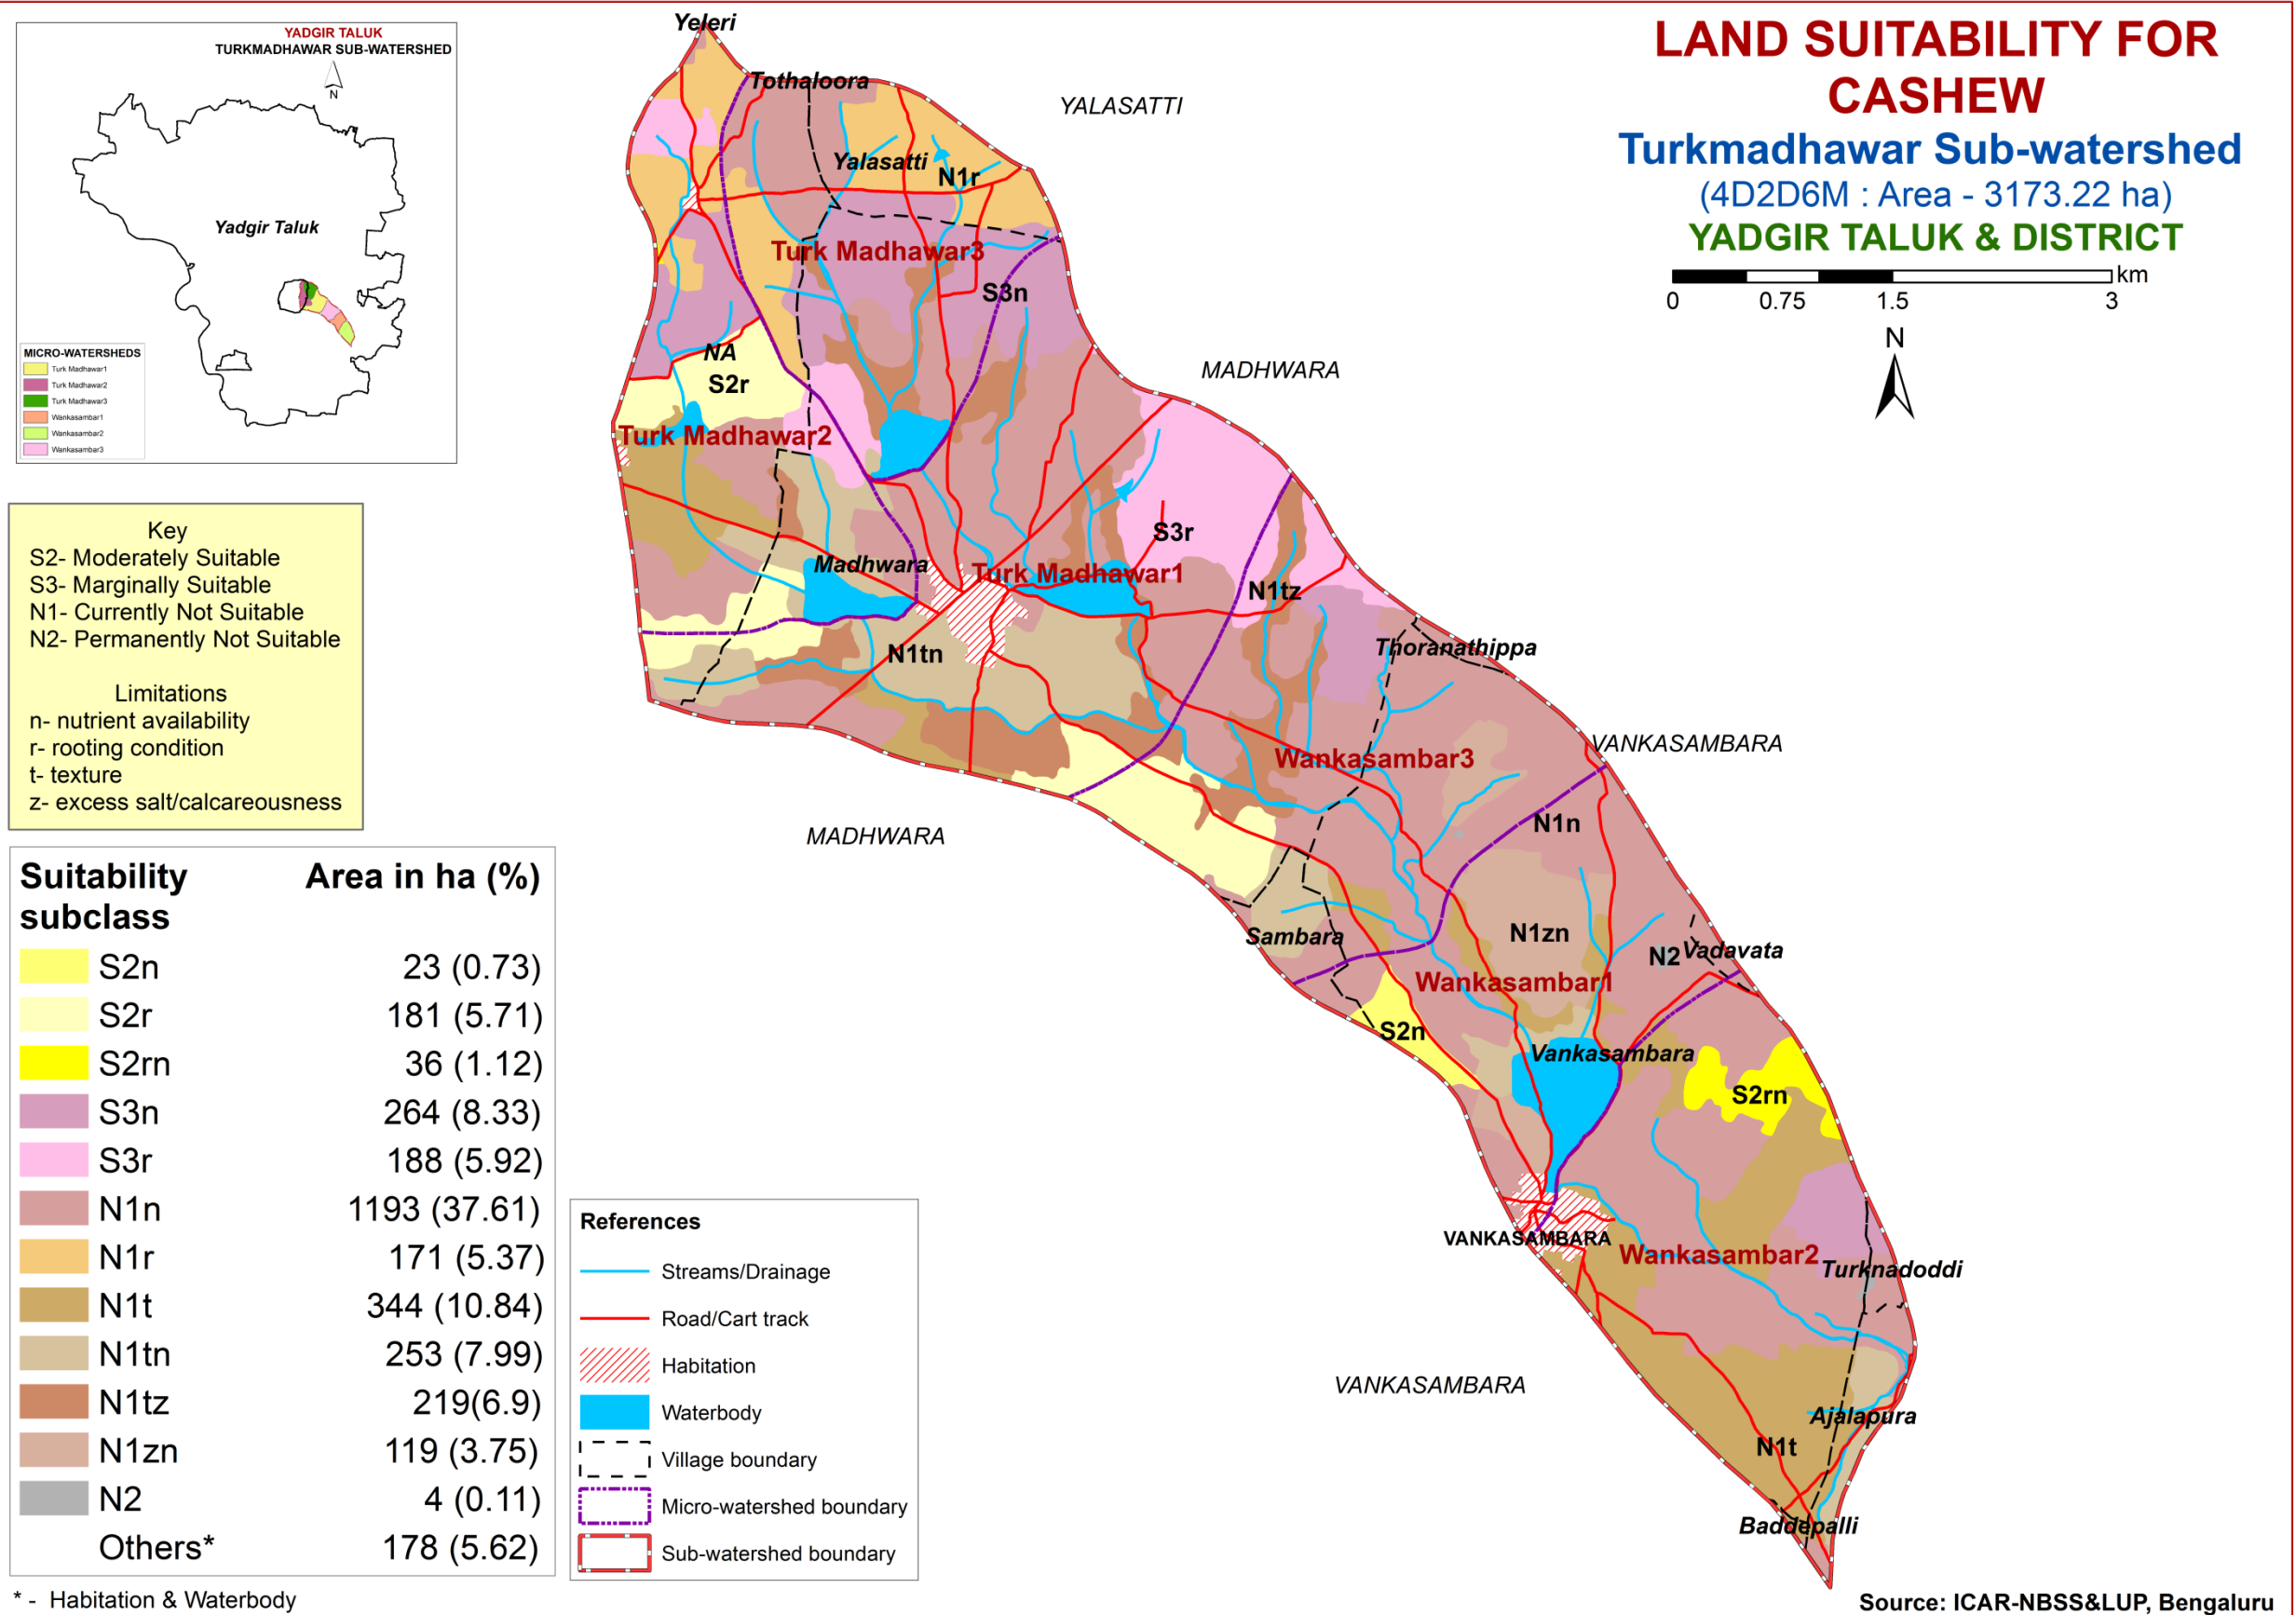 LAND SUITABILITY FOR
CASHEW
Turkmadhawar Sub-watershed
(4D2D6M : Area - 3173.22 ha)
YADGIR TALUK & DISTRICT
km
0
0.75
1.5
3
N
YADGIR TALUK
TURKMADHAWAR SUB-WATERSHED
N
Yadgir Taluk
MICRO-WATERSHEDS
Turk Madhawar1
Turk Madhawar2
Turk Madhawar3
Wankasambar1
Wankasambar2
Wankasambar3
Key
S2- Moderately Suitable
S3- Marginally Suitable
N1- Currently Not Suitable
N2- Permanently Not Suitable
Limitations
n- nutrient availability
r- rooting condition
t- texture
z- excess salt/calcareousness
Suitability Area in ha (%)
subclass
S2n 23 (0.73)
S2r 181 (5.71)
S2rn 36 (1.12)
S3n 264 (8.33)
S3r 188 (5.92)
N1n 1193 (37.61)
N1r 171 (5.37)
N1t 344 (10.84)
N1tn 253 (7.99)
N1tz 219(6.9)
N1zn 119 (3.75)
N2 4 (0.11)
Others* 178 (5.62)
* - Habitation & Waterbody
References
Streams/Drainage
Road/Cart track
Habitation
Waterbody
Village boundary
Micro-watershed boundary
Sub-watershed boundary
Yeleri
Tothaloora
YALASATTI
Yalasatti
N1r
Turk Madhawar3
S3n
NA
S2r
MADHWARA
Turk Madhawar2
S3r
Madhwara
Turk Madhawar1
N1tz
N1tn
Thoranathippa
VANKASAMBARA
Wankasambar3
N1n
MADHWARA
N1zn
Sambara
N2
Vadavata
Wankasambar1
S2n
Vankasambara
S2rn
VANKASAMBARA
Wankasambar2
Turknadoddi
VANKASAMBARA
Ajalapura
N1t
Baddepalli
Source: ICAR-NBSS&LUP, Bengaluru